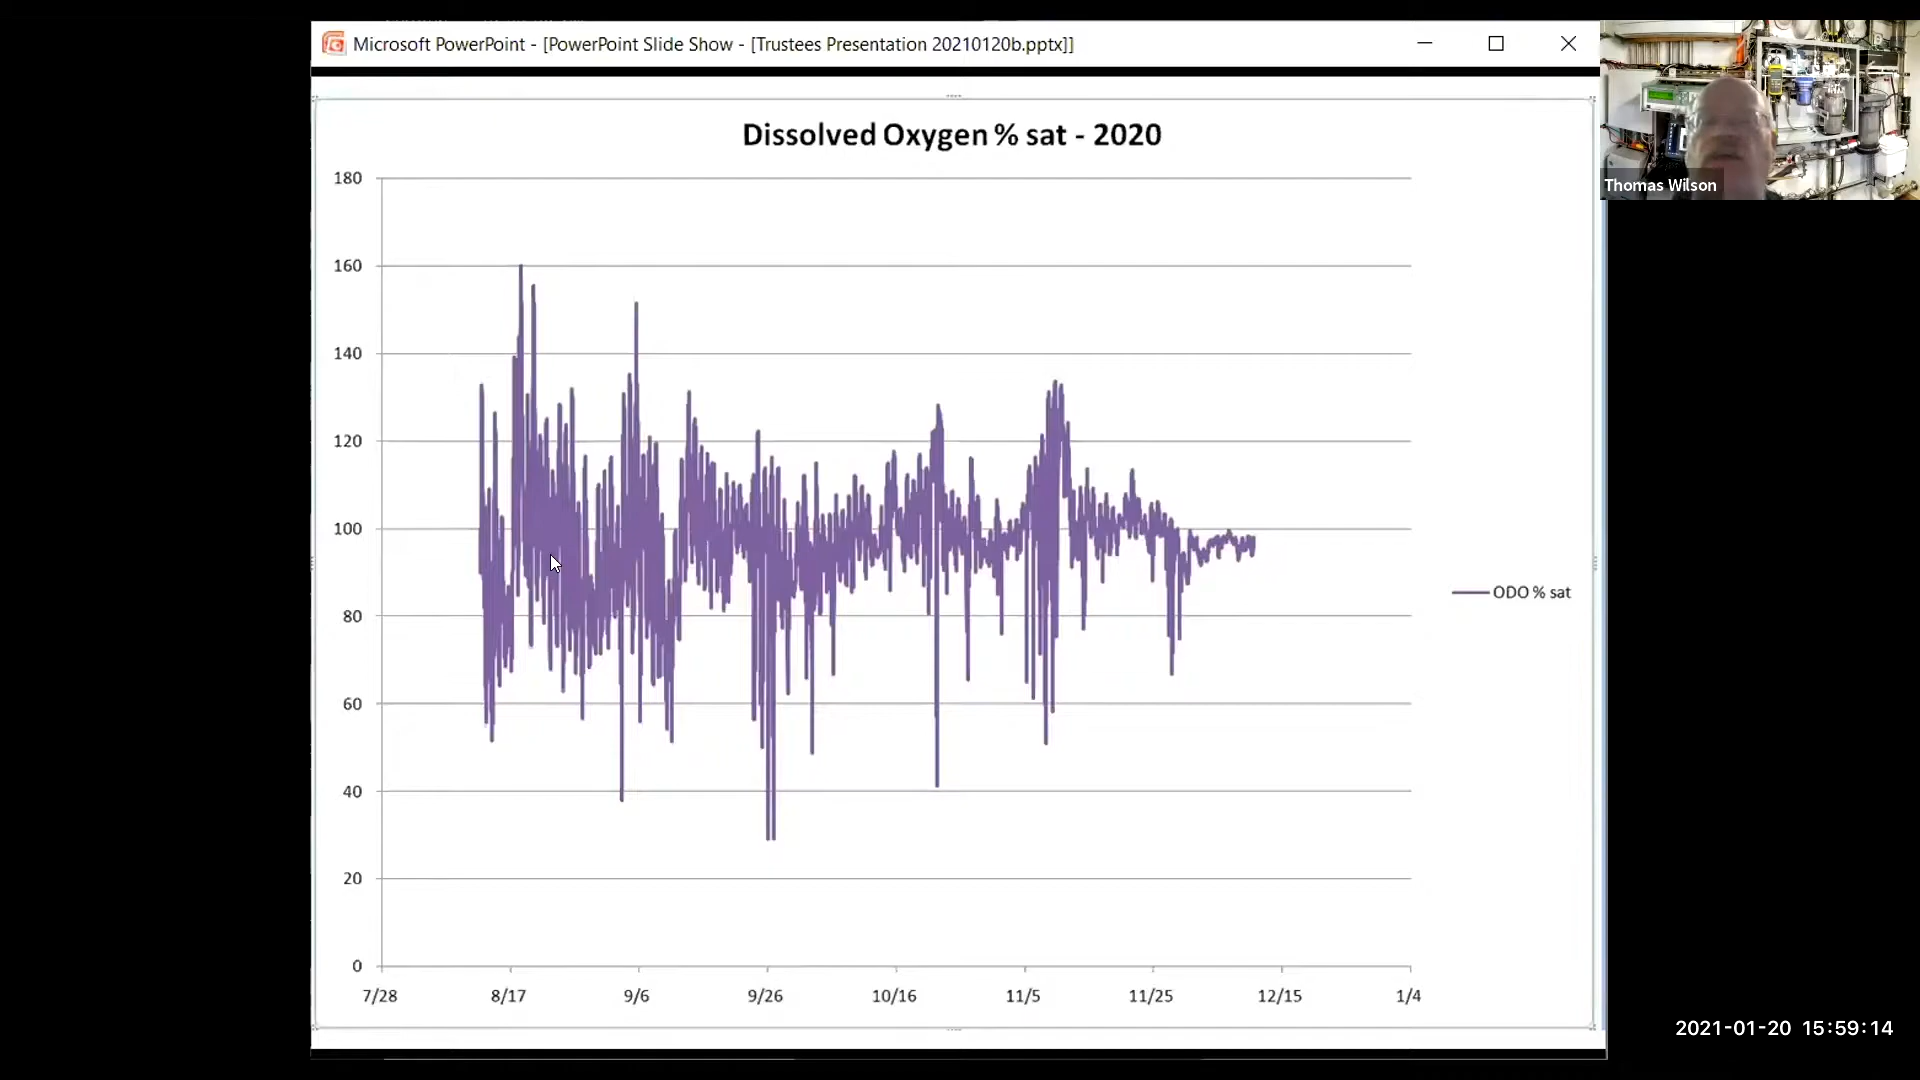 Microsoft PowerPoint - [PowerPoint Slide Show - [Trustees Presentation 20210120b.pptx]]
Thomas Wilson
Dissolved Oxygen % sat - 2020
180
160
140
120
100
80
60
40
20
0
7/28 8/17 9/6 9/26 10/16 11/5 11/25 12/15 1/4
ODO % sat
2021-01-20 15:59:14